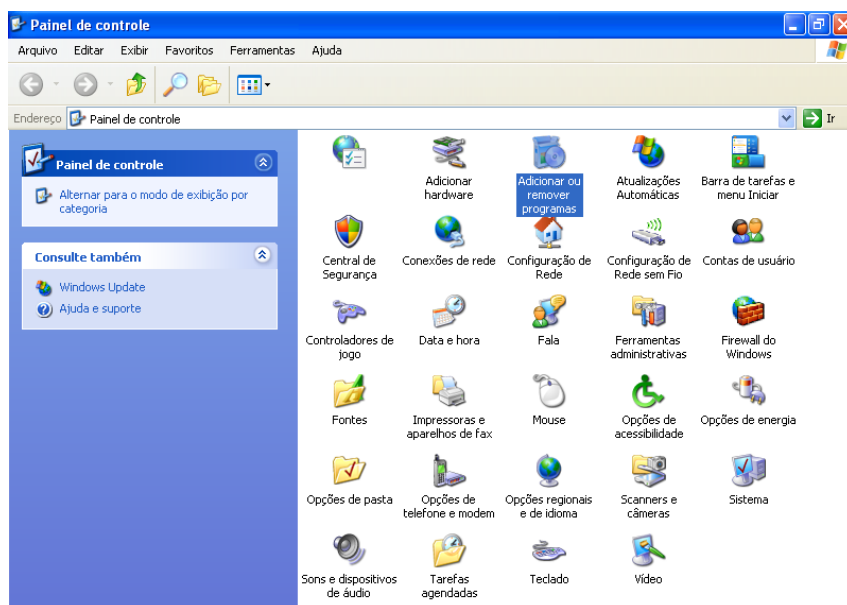 Painel de controle
Arquivo Editar Exibir Favoritos Ferramentas Ajuda
Endereço Painel de controle Ir
Painel de controle
Alternar para o modo de exibição por
categoria
Consulte também
Windows Update
Ajuda e suporte
Adicionar
hardware
Adicionar ou
remover
programas
Atualizações
Automáticas
Barra de tarefas e
menu Iniciar
Central de
Segurança
Conexões de rede
Configuração de
Rede
Configuração de
Rede sem Fio
Contas de usuário
Controladores de
jogo
Data e hora
Fala
Ferramentas
administrativas
Firewall do
Windows
Fontes
Impressoras e
aparelhos de fax
Mouse
Opções de
acessibilidade
Opções de energia
Opções de pasta
Opções de
telefone e modem
Opções regionais
e de idioma
Scanners e
câmeras
Sistema
Sons e dispositivos
de áudio
Tarefas
agendadas
Teclado
Vídeo